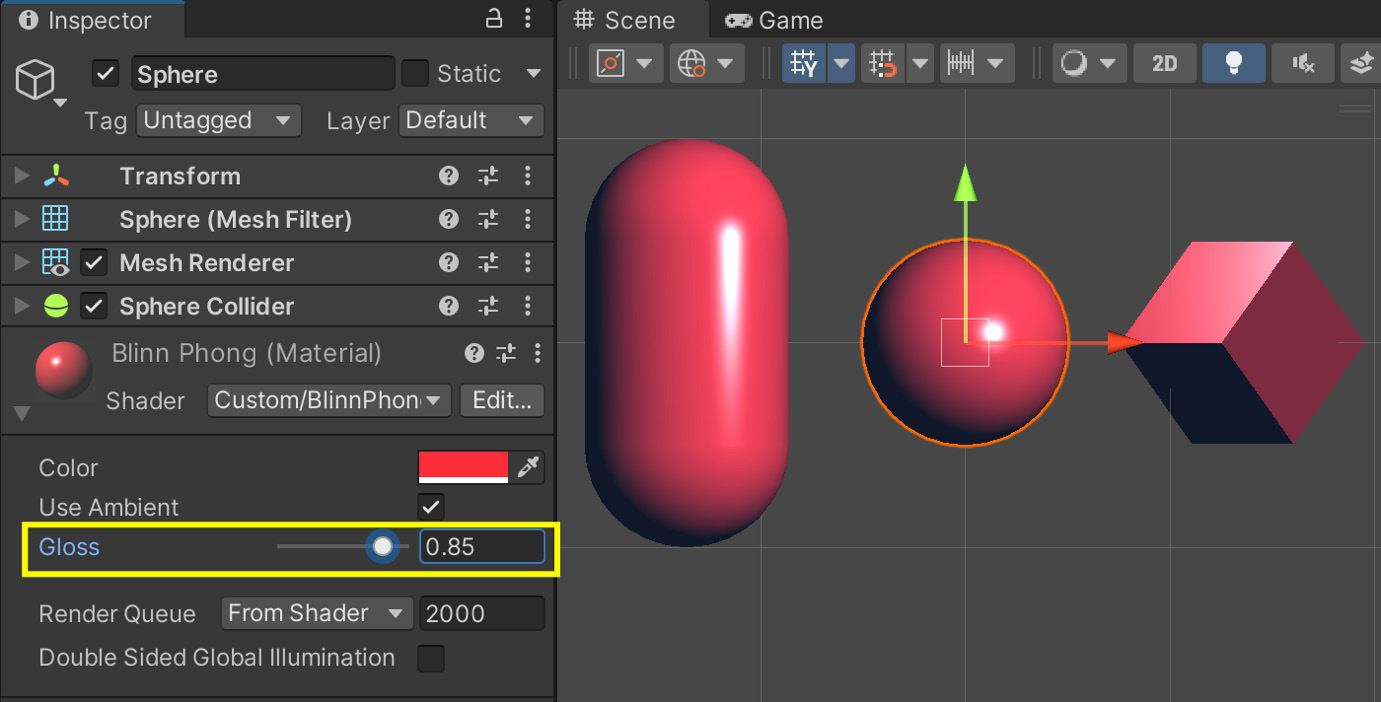 Inspector
Sphere Static
Tag Untagged Layer Default
Transform
Sphere (Mesh Filter)
Mesh Renderer
Sphere Collider
Blinn Phong (Material)
Shader Custom/BlinnPhon Edit...
Color
Use Ambient
Gloss 0.85
Render Queue From Shader 2000
Double Sided Global Illumination
Scene Game
2D